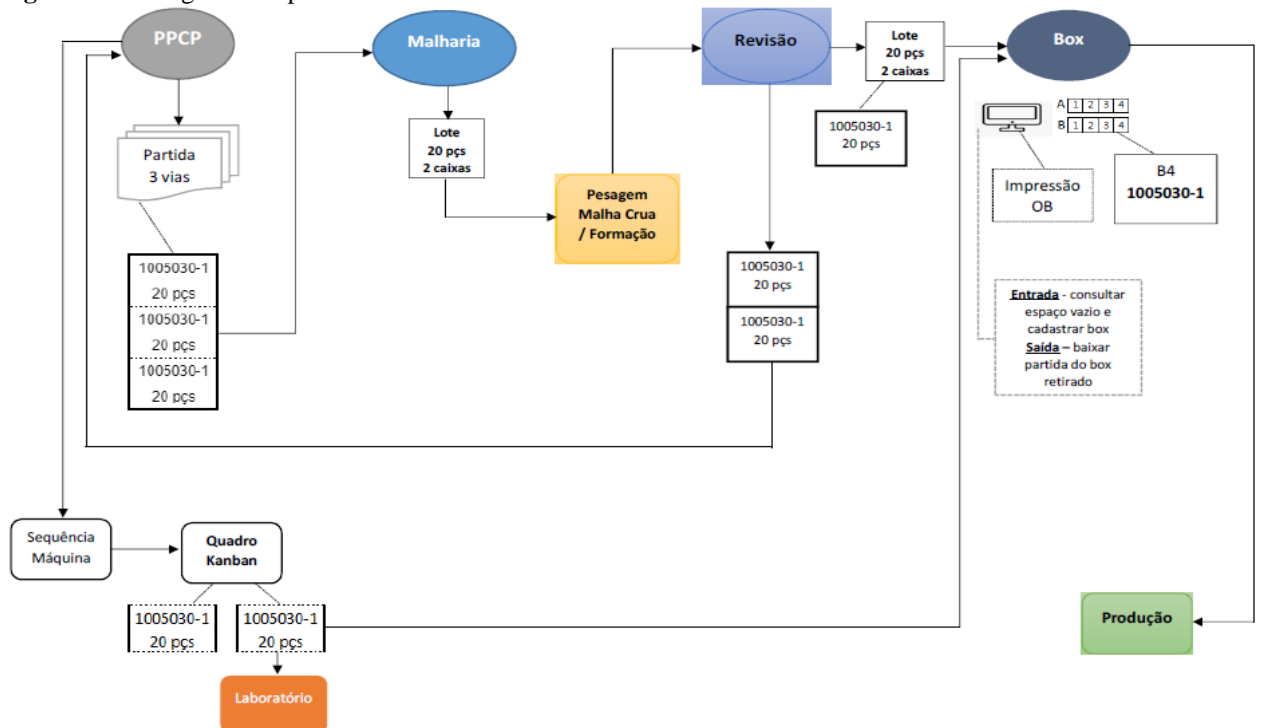 PPCP
Malharia
Revisão
Lote
20 pçs
2 caixas
Box
Partida
3 vias
Lote
20 pçs
2 caixas
1005030-1
20 pçs
A 1 2 3 4
B 1 2 3 4
Impressão
OB
B4
1005030-1
Pesagem
Malha Crua
/ Formação
1005030-1
20 pçs
1005030-1
20 pçs
1005030-1
20 pçs
1005030-1
20 pçs
1005030-1
20 pçs
Entrada - consultar
espaço vazio e
cadastrar box
Saída – baixar
partida do box
retirado
Sequência
Máquina
Quadro
Kanban
1005030-1
20 pçs
1005030-1
20 pçs
Produção
Laboratório